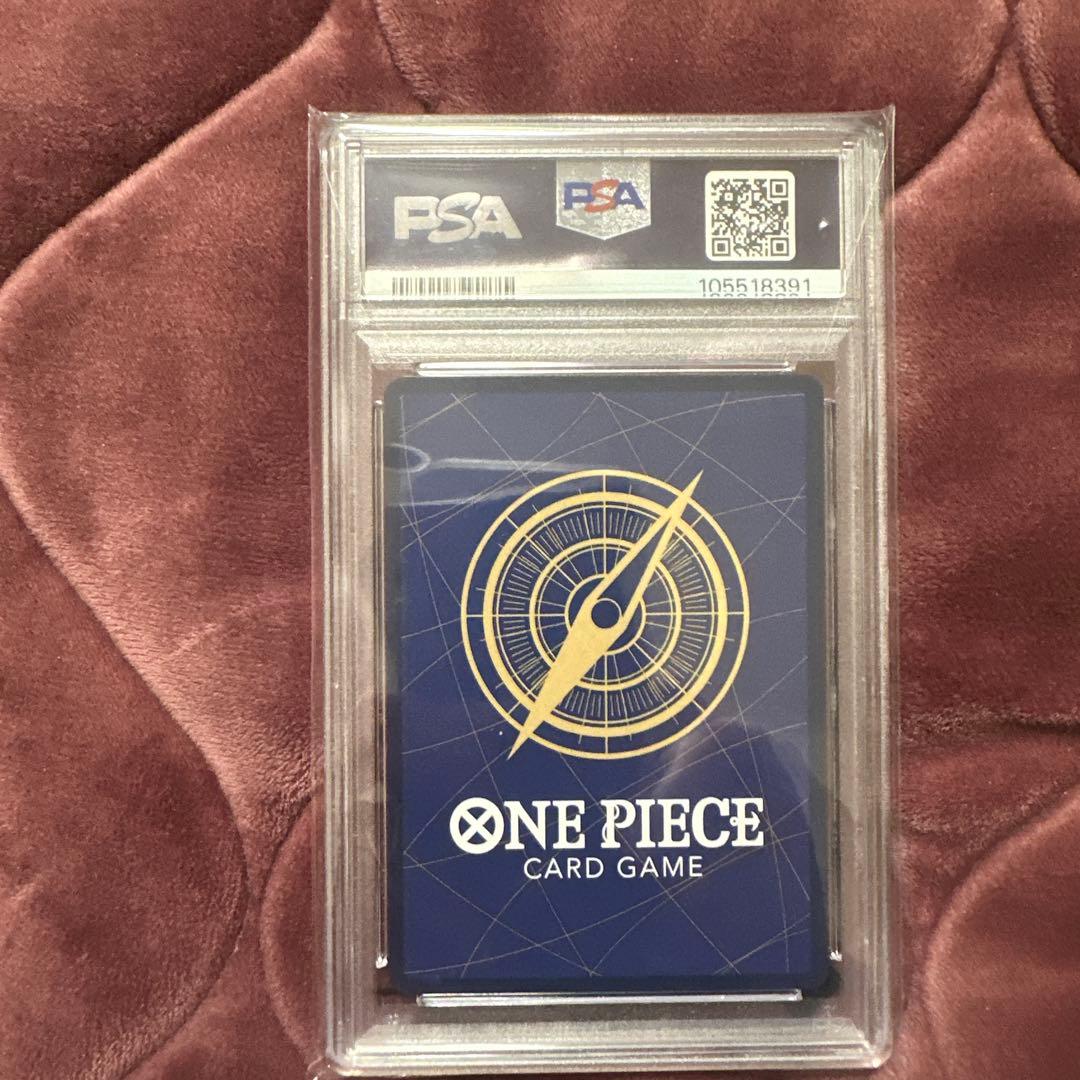 PSA
PSA
105518391
ONE PIECE
CARD GAME